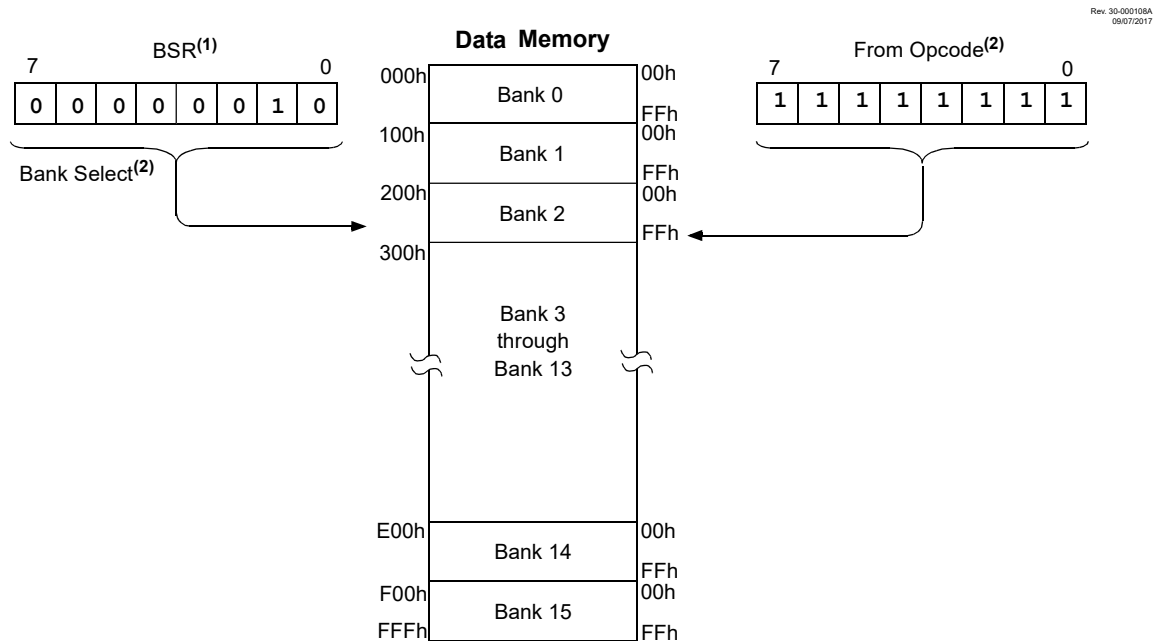 Rev. 30-000108A
09/07/2017
Data Memory
BSR(1)
7 0
0 0 0 0 0 0 1 0
Bank Select(2)
From Opcode(2)
7 0
1 1 1 1 1 1 1 1
000h Bank 0 00h
FFh
100h Bank 1 00h
FFh
200h Bank 2 00h
FFh
300h
Bank 3
through
Bank 13
E00h Bank 14 00h
FFh
F00h Bank 15 00h
FFFh FFh